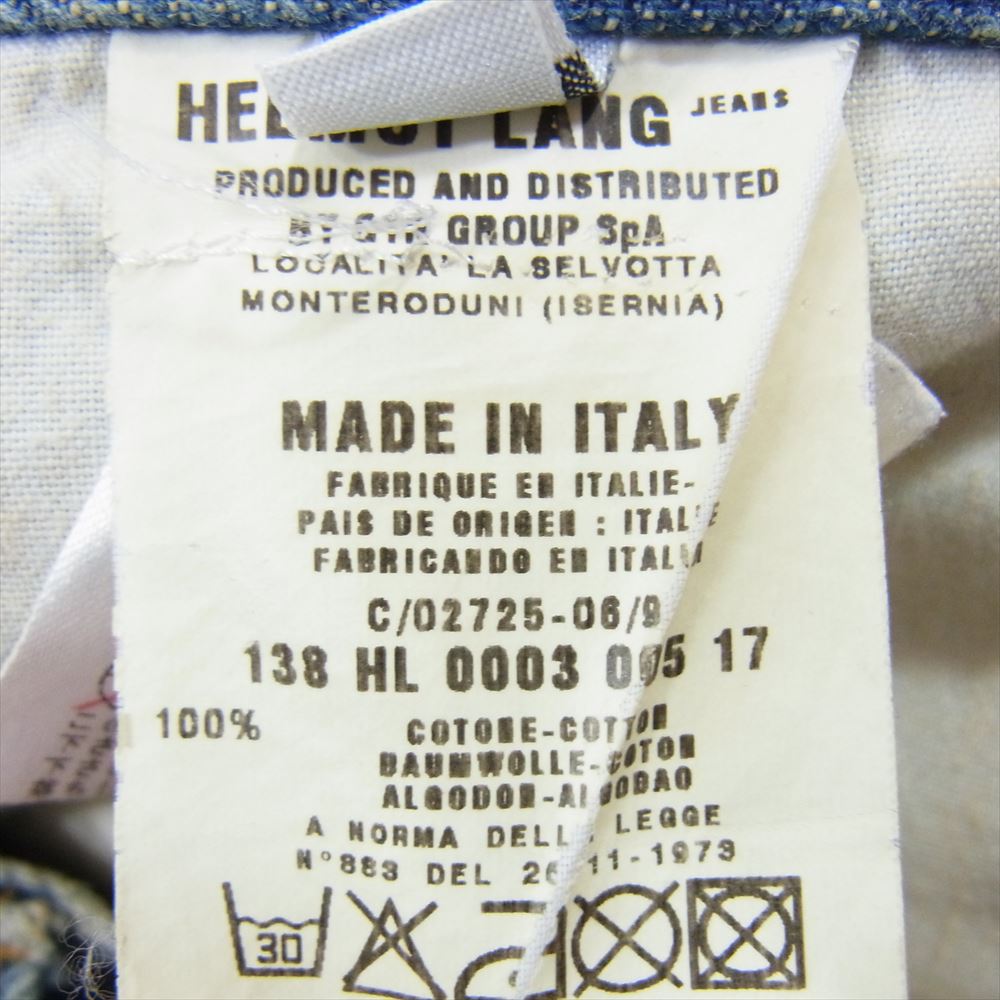 HELMUT LANG JEANS
PRODUCED AND DISTRIBUTED
BY GTR GROUP SpA
LOCALITA' LA SELVOTTA
MONTERODUNI (ISERNIA)
MADE IN ITALY
FABRIQUE EN ITALIE-
PAIS DE ORIGEN : ITALIE
FABRICANDO EN ITALIA
C/02725-06/9
138 HL 0003 005 17
100% COTONE-COTTON
BAUMWOLLE-COTON
ALGODON-ALGODAO
A NORMA DELLA LEGGE
N°883 DEL 26-11-1973
30